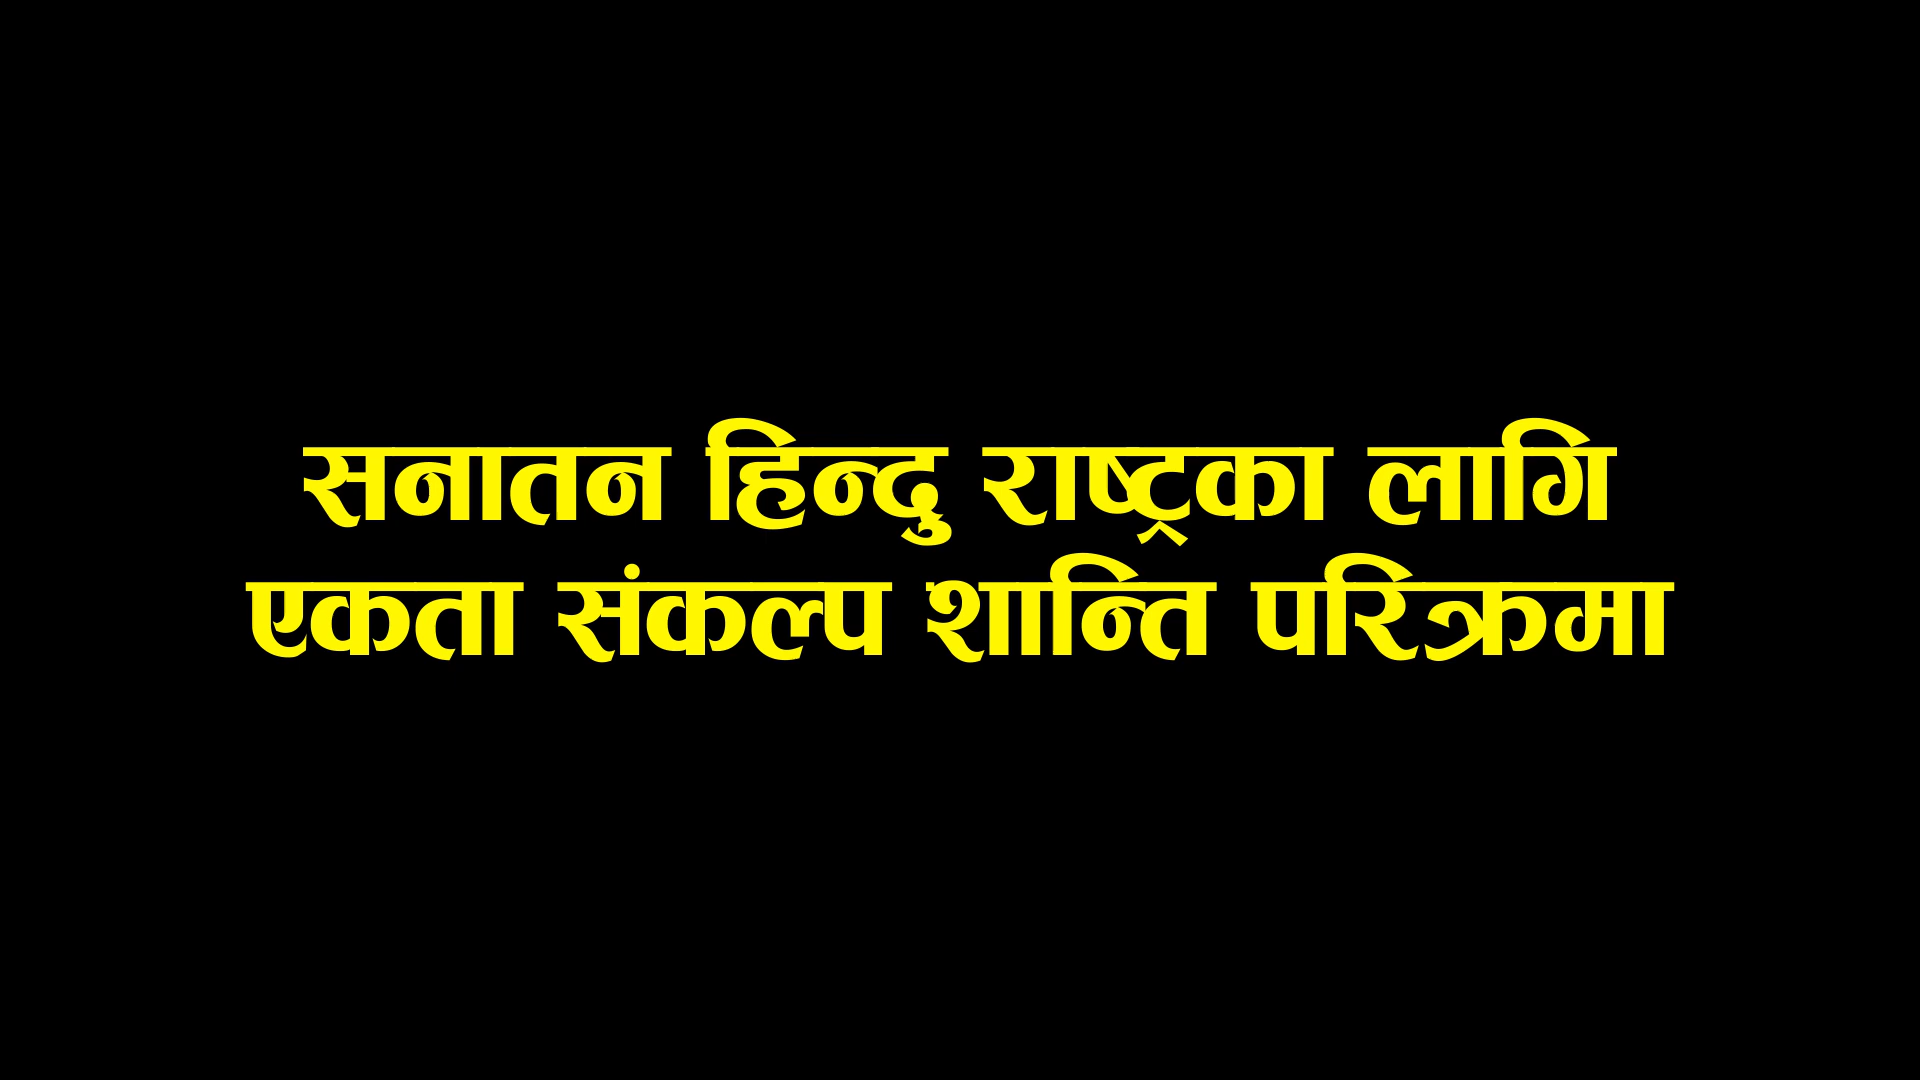 सनातन हिन्दु राष्ट्रका लागि
एकता संकल्प शान्ति परिक्रमा